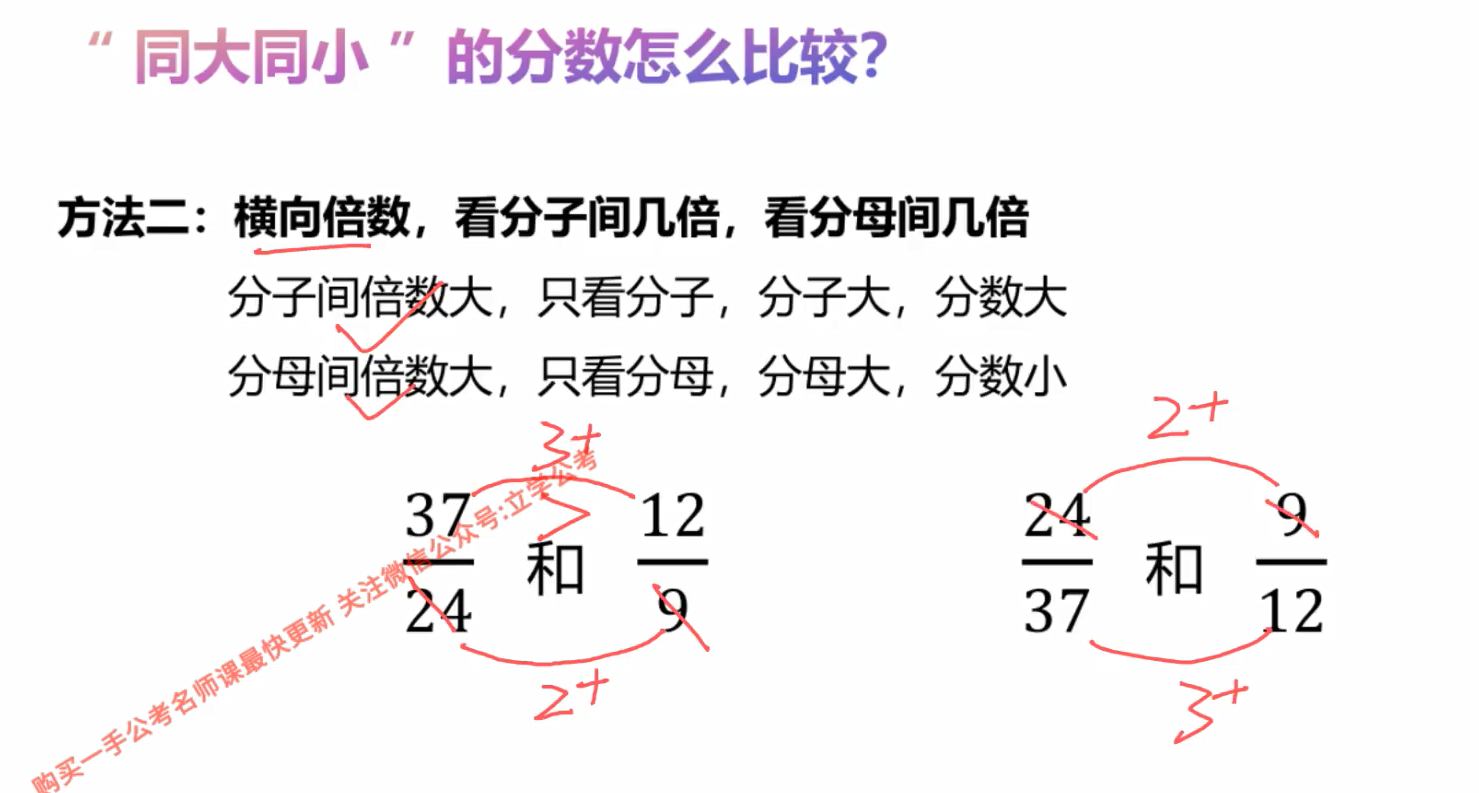 “ 同大同小 ” 的分数怎么比较?
方法二：横向倍数，看分子间几倍，看分母间几倍
分子间倍数大，只看分子，分子大，分数大
分母间倍数大，只看分母，分母大，分数小
3+ 2+
37 > 12 24 9
和 和
24 9 37 12
2+ 3+
购买一手公考名师课最快更新 关注微信公众号:立学公考